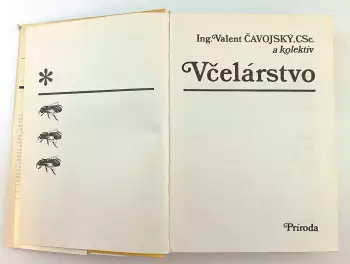 Ing. Valent ČAVOJSKÝ, CSc.
a kolektív
Včelárstvo
Príroda